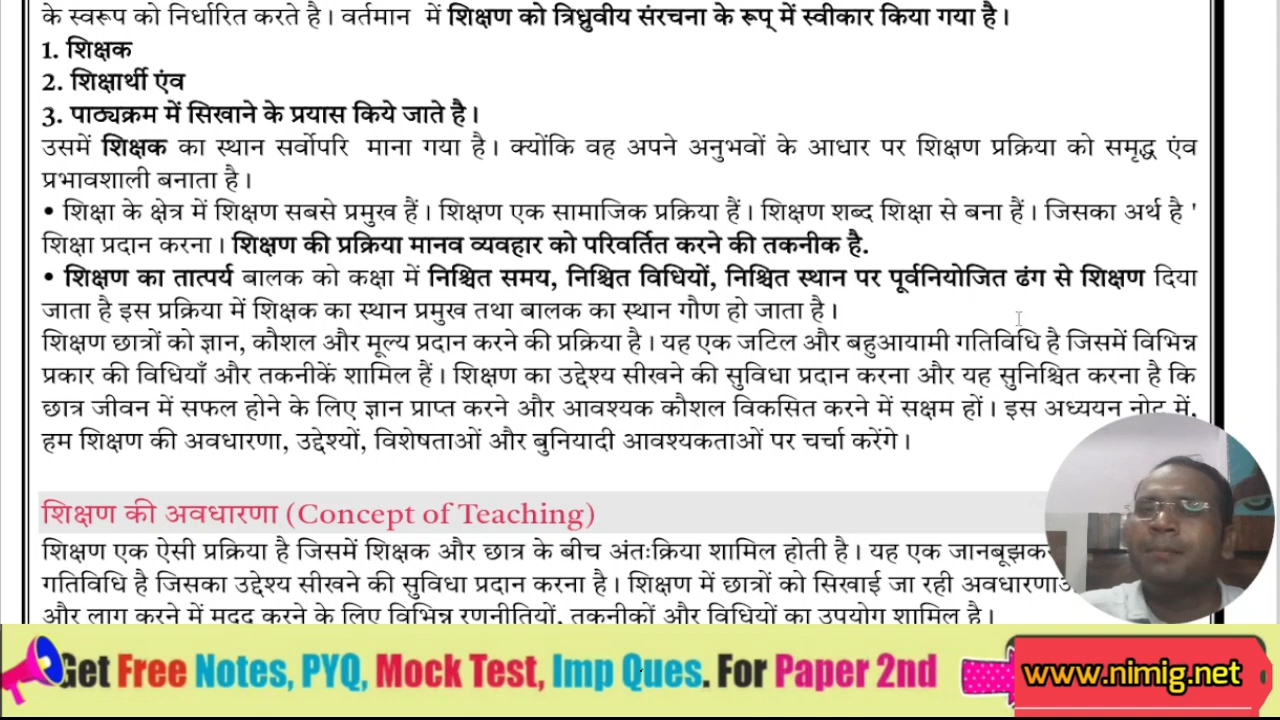 के स्वरूप को निर्धारित करते है। वर्तमान में शिक्षण को त्रिध्रुवीय संरचना के रूप् में स्वीकार किया गया है।
1. शिक्षक
2. शिक्षार्थी एंव
3. पाठ्यक्रम में सिखाने के प्रयास किये जाते है।
उसमें शिक्षक का स्थान सर्वोपरि माना गया है। क्योंकि वह अपने अनुभवों के आधार पर शिक्षण प्रक्रिया को समृद्ध एंव
प्रभावशाली बनाता है।
• शिक्षा के क्षेत्र में शिक्षण सबसे प्रमुख हैं। शिक्षण एक सामाजिक प्रक्रिया हैं। शिक्षण शब्द शिक्षा से बना हैं। जिसका अर्थ है '
शिक्षा प्रदान करना। शिक्षण की प्रक्रिया मानव व्यवहार को परिवर्तित करने की तकनीक है.
• शिक्षण का तात्पर्य बालक को कक्षा में निश्चित समय, निश्चित विधियों, निश्चित स्थान पर पूर्वनियोजित ढंग से शिक्षण दिया
जाता है इस प्रक्रिया में शिक्षक का स्थान प्रमुख तथा बालक का स्थान गौण हो जाता है।
शिक्षण छात्रों को ज्ञान, कौशल और मूल्य प्रदान करने की प्रक्रिया है। यह एक जटिल और बहुआयामी गतिविधि है जिसमें विभिन्न
प्रकार की विधियाँ और तकनीकें शामिल हैं। शिक्षण का उद्देश्य सीखने की सुविधा प्रदान करना और यह सुनिश्चित करना है कि
छात्र जीवन में सफल होने के लिए ज्ञान प्राप्त करने और आवश्यक कौशल विकसित करने में सक्षम हों। इस अध्ययन नोट में,
हम शिक्षण की अवधारणा, उद्देश्यों, विशेषताओं और बुनियादी आवश्यकताओं पर चर्चा करेंगे।
शिक्षण की अवधारणा (Concept of Teaching)
शिक्षण एक ऐसी प्रक्रिया है जिसमें शिक्षक और छात्र के बीच अंतःक्रिया शामिल होती है। यह एक
गतिविधि है जिसका उद्देश्य सीखने की सुविधा प्रदान करना है। शिक्षण में छात्रों को सिखाई जा रही
और लागू करने में मदद करने के लिए विभिन्न रणनीतियों, तकनीकों और विधियों का उपयोग शामिल है।
Get Free Notes, PYQ, Mock Test, Imp Ques. For Paper 2nd
www.nimig.net